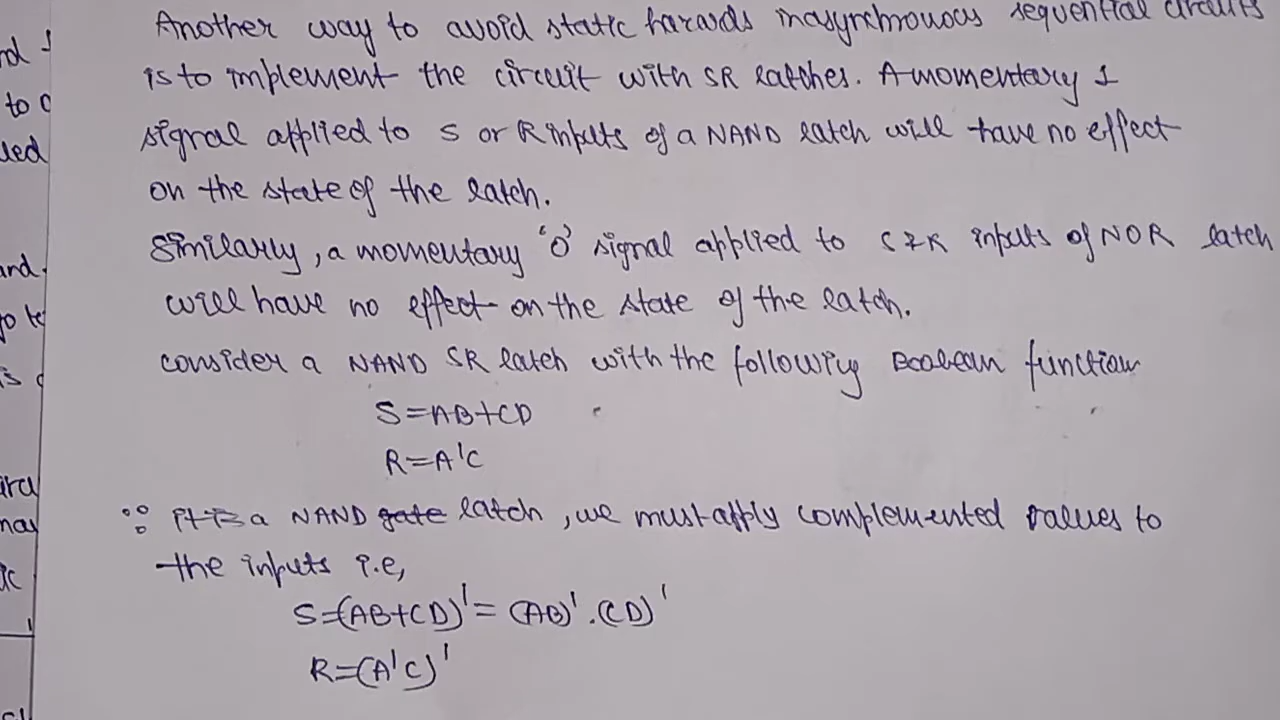 Another way to avoid static hazards inasynchronous sequential circuits
is to implement the circuit with SR latches. A momentary 1
signal applied to S or R inputs of a NAND latch will have no effect
on the state of the latch.
Similarly, a momentary '0' signal applied to S & R inputs of NOR latch
will have no effect on the state of the latch.
consider a NAND SR latch with the following Boolean function
S=AB+CD
R=A'C
∵ it is a NAND gate latch, we must apply complemented values to
the inputs i.e,
S=(AB+CD)'=(AB)'.(CD)'
R=(A'C)'